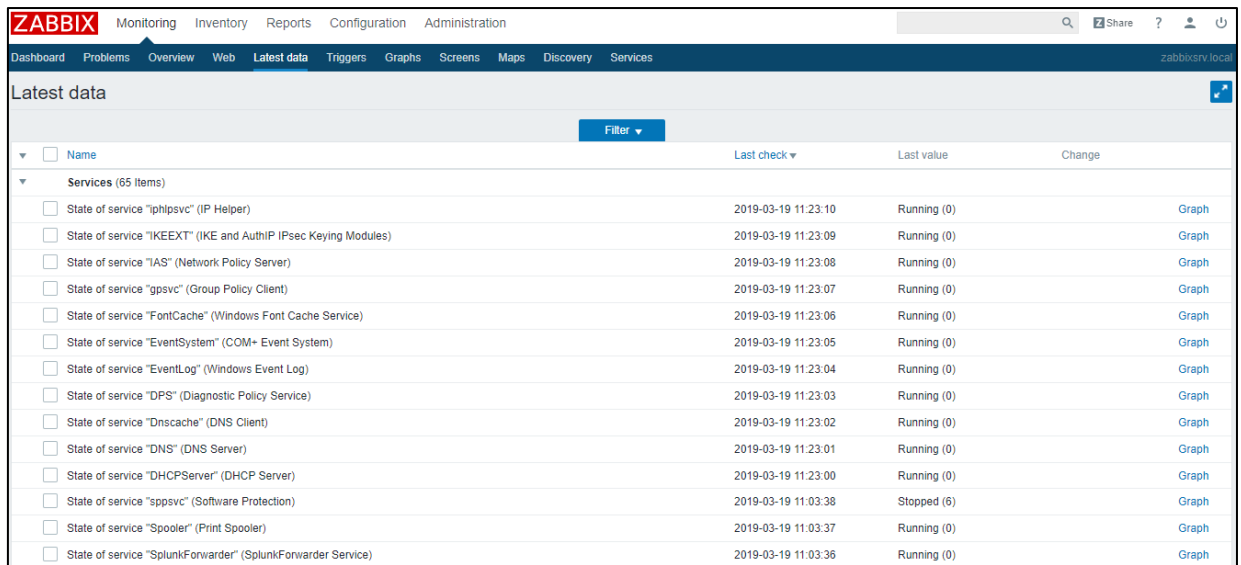 ZABBIX Monitoring Inventory Reports Configuration Administration Z Share ?
Dashboard Problems Overview Web Latest data Triggers Graphs Screens Maps Discovery Services zabbixsrv.local
Latest data
Filter
Name Last check Last value Change
Services (65 Items)
State of service "iphlpsvc" (IP Helper) 2019-03-19 11:23:10 Running (0) Graph
State of service "IKEEXT" (IKE and AuthIP IPsec Keying Modules) 2019-03-19 11:23:09 Running (0) Graph
State of service "IAS" (Network Policy Server) 2019-03-19 11:23:08 Running (0) Graph
State of service "gpsvc" (Group Policy Client) 2019-03-19 11:23:07 Running (0) Graph
State of service "FontCache" (Windows Font Cache Service) 2019-03-19 11:23:06 Running (0) Graph
State of service "EventSystem" (COM+ Event System) 2019-03-19 11:23:05 Running (0) Graph
State of service "EventLog" (Windows Event Log) 2019-03-19 11:23:04 Running (0) Graph
State of service "DPS" (Diagnostic Policy Service) 2019-03-19 11:23:03 Running (0) Graph
State of service "Dnscache" (DNS Client) 2019-03-19 11:23:02 Running (0) Graph
State of service "DNS" (DNS Server) 2019-03-19 11:23:01 Running (0) Graph
State of service "DHCPServer" (DHCP Server) 2019-03-19 11:23:00 Running (0) Graph
State of service "sppsvc" (Software Protection) 2019-03-19 11:03:38 Stopped (6) Graph
State of service "Spooler" (Print Spooler) 2019-03-19 11:03:37 Running (0) Graph
State of service "SplunkForwarder" (SplunkForwarder Service) 2019-03-19 11:03:36 Running (0) Graph